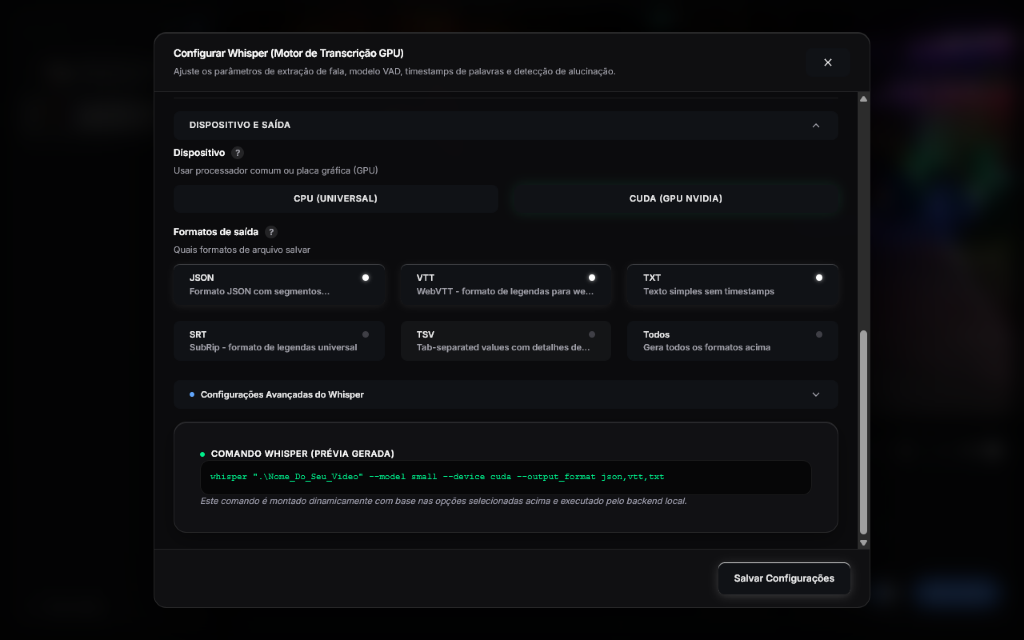 Configurar Whisper (Motor de Transcrição GPU)
Ajuste os parâmetros de extração de fala, modelo VAD, timestamps de palavras e detecção de alucinação.
DISPOSITIVO E SAÍDA
Dispositivo ?
Usar processador comum ou placa gráfica (GPU)
CPU (UNIVERSAL)
CUDA (GPU NVIDIA)
Formatos de saída ?
Quais formatos de arquivo salvar
JSON
Formato JSON com segmentos...
VTT
WebVTT - formato de legendas para we...
TXT
Texto simples sem timestamps
SRT
SubRip - formato de legendas universal
TSV
Tab-separated values com detalhes de...
Todos
Gera todos os formatos acima
Configurações Avançadas do Whisper
COMANDO WHISPER (PRÉVIA GERADA)
whisper ".\Nome_Do_Seu_Video" --model small --device cuda --output_format json,vtt,txt
Este comando é montado dinamicamente com base nas opções selecionadas acima e executado pelo backend local.
Salvar Configurações